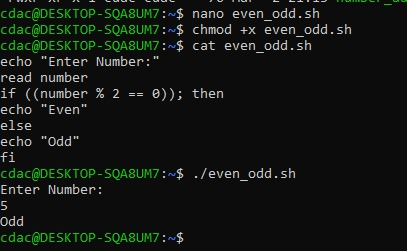 cdac@DESKTOP-SQA8UM7:~$ nano even_odd.sh
cdac@DESKTOP-SQA8UM7:~$ chmod +x even_odd.sh
cdac@DESKTOP-SQA8UM7:~$ cat even_odd.sh
echo "Enter Number:"
read number
if ((number % 2 == 0)); then
echo "Even"
else
echo "Odd"
fi
cdac@DESKTOP-SQA8UM7:~$ ./even_odd.sh
Enter Number:
5
Odd
cdac@DESKTOP-SQA8UM7:~$